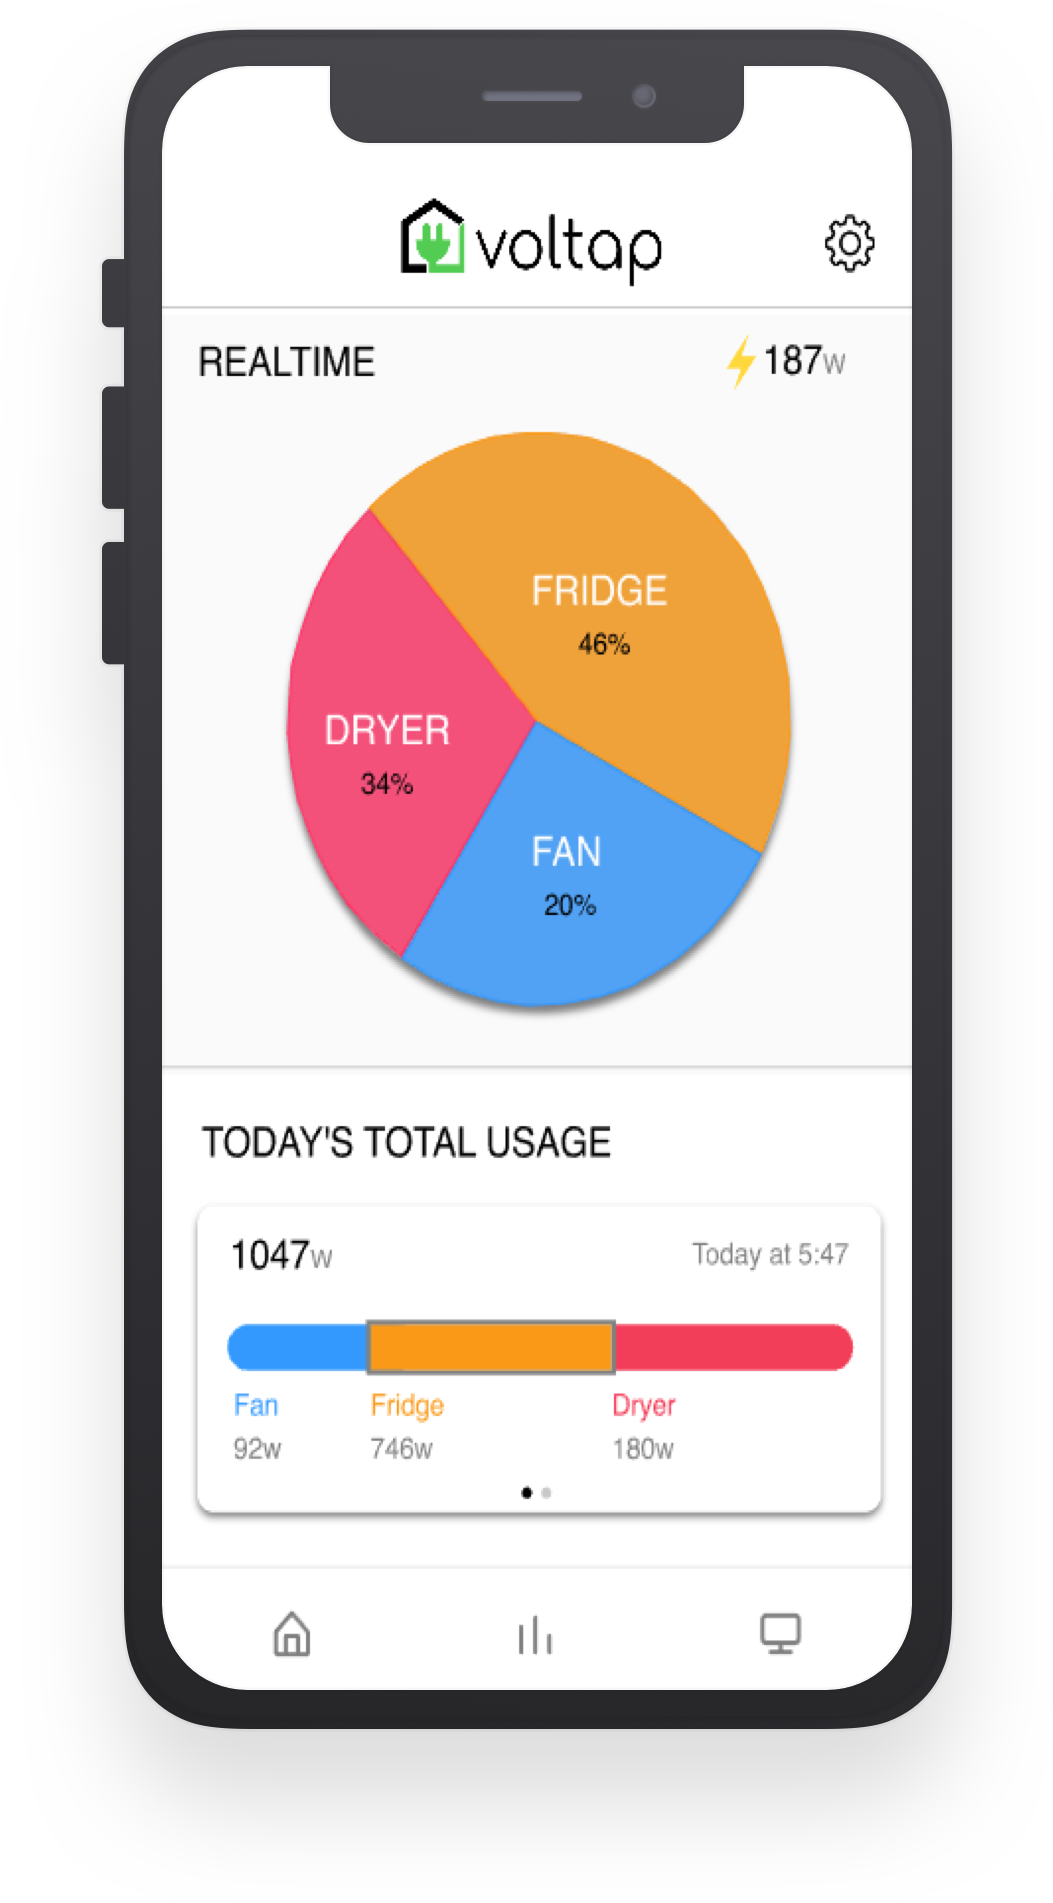 voltap
REALTIME
187w
FRIDGE
46%
DRYER
34%
FAN
20%
TODAY'S TOTAL USAGE
1047w
Today at 5:47
Fan Fridge Dryer
92w 746w 180w